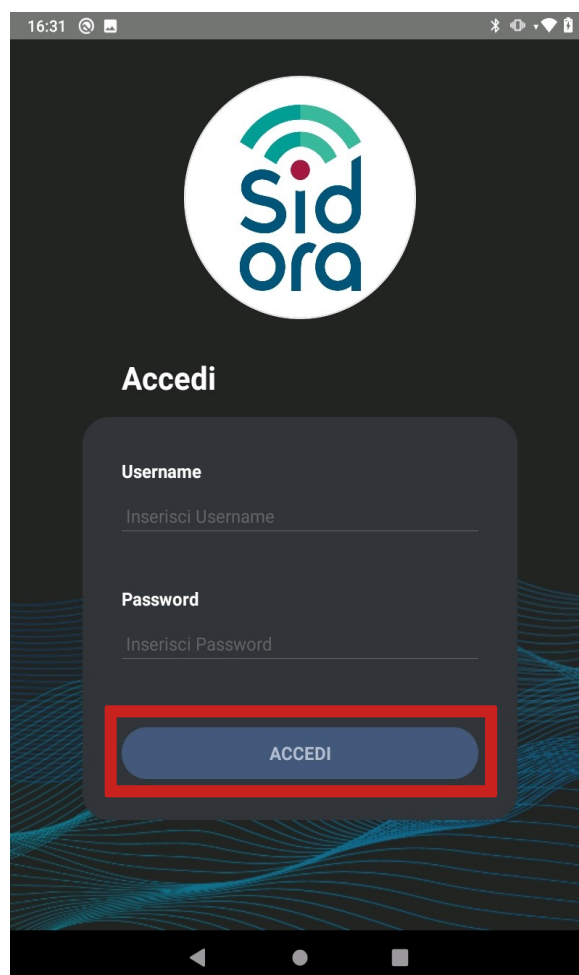 16:31
Sid
ora
Accedi
Username
Inserisci Username
Password
Inserisci Password
ACCEDI